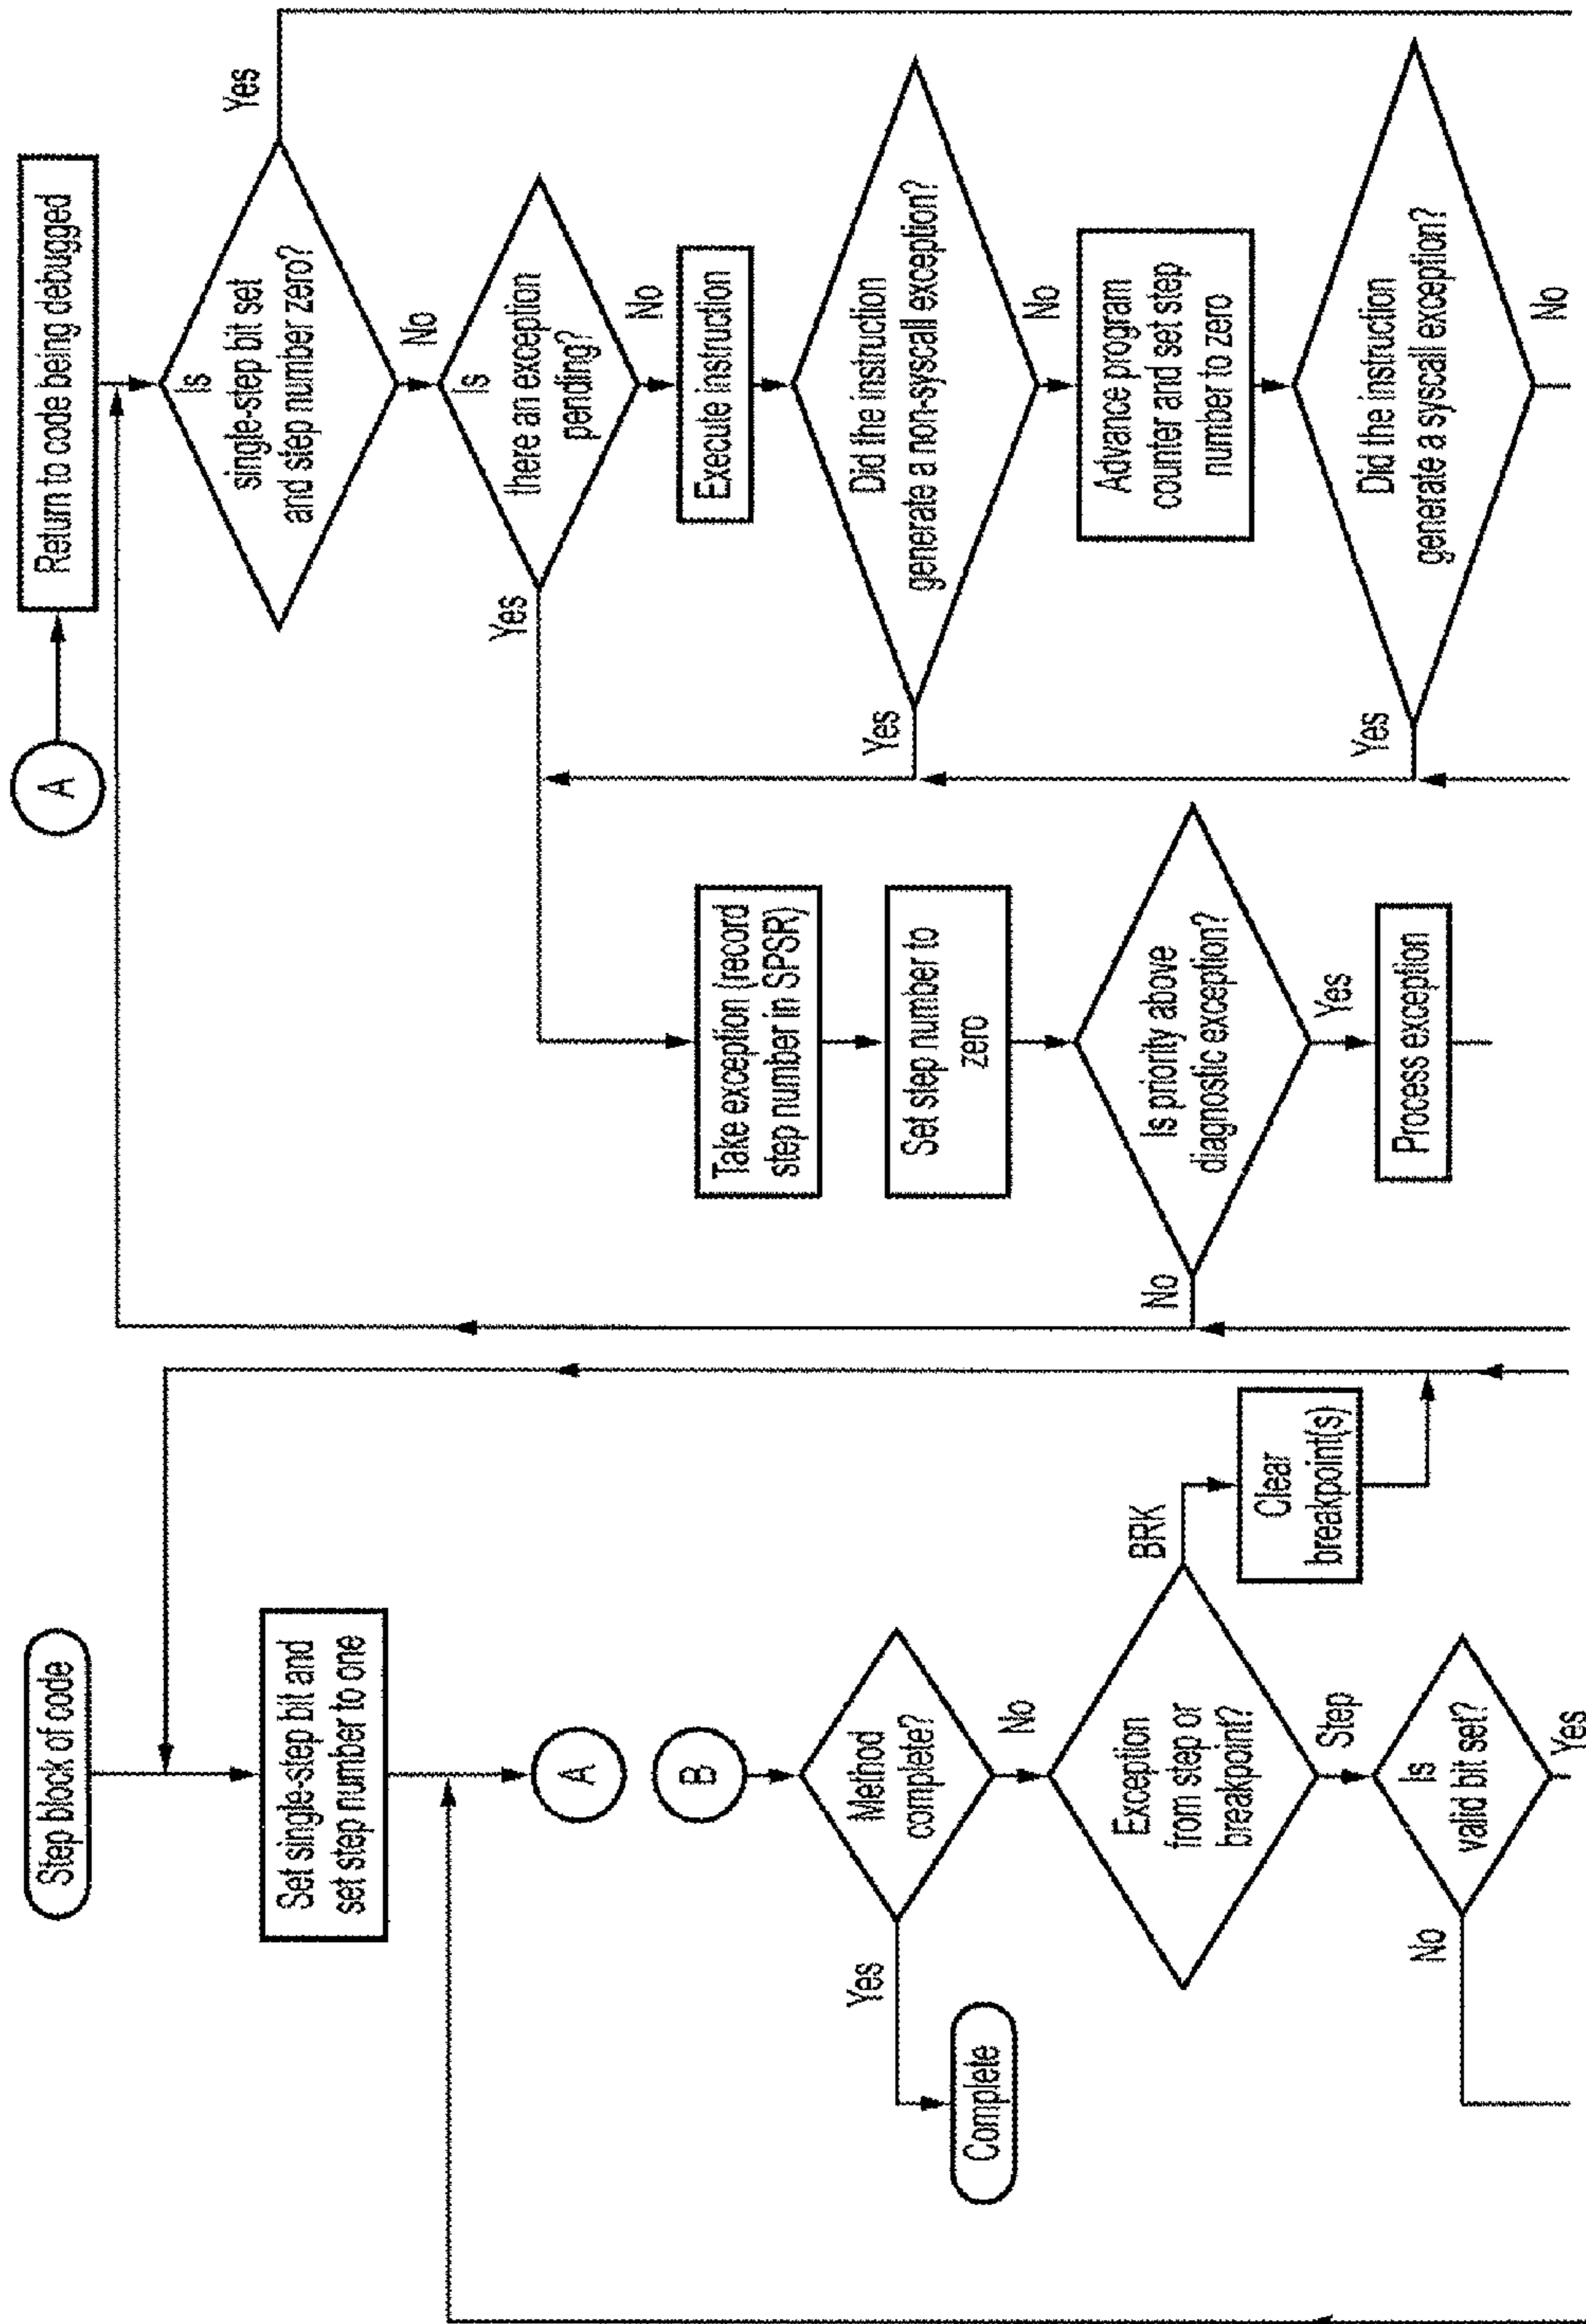 Step block of code
Set single-step bit and
set step number to one
A
B
Method
complete?
Yes
No
Complete
Exception
from step or
breakpoint?
BRK
Clear
breakpoint(s)
Step
Is
valid bit set?
No
Yes
A
Return to code being debugged
Is
single-step bit set
and step number zero?
Yes
No
Is
there an exception
pending?
Yes
No
Execute instruction
Did the instruction
generate a non-syscall exception?
Yes
No
Advance program
counter and set step
number to zero
Did the instruction
generate a syscall exception?
Yes
No
Take exception (record
step number in SPSR)
Set step number to
zero
Is priority above
diagnostic exception?
No
Yes
Process exception